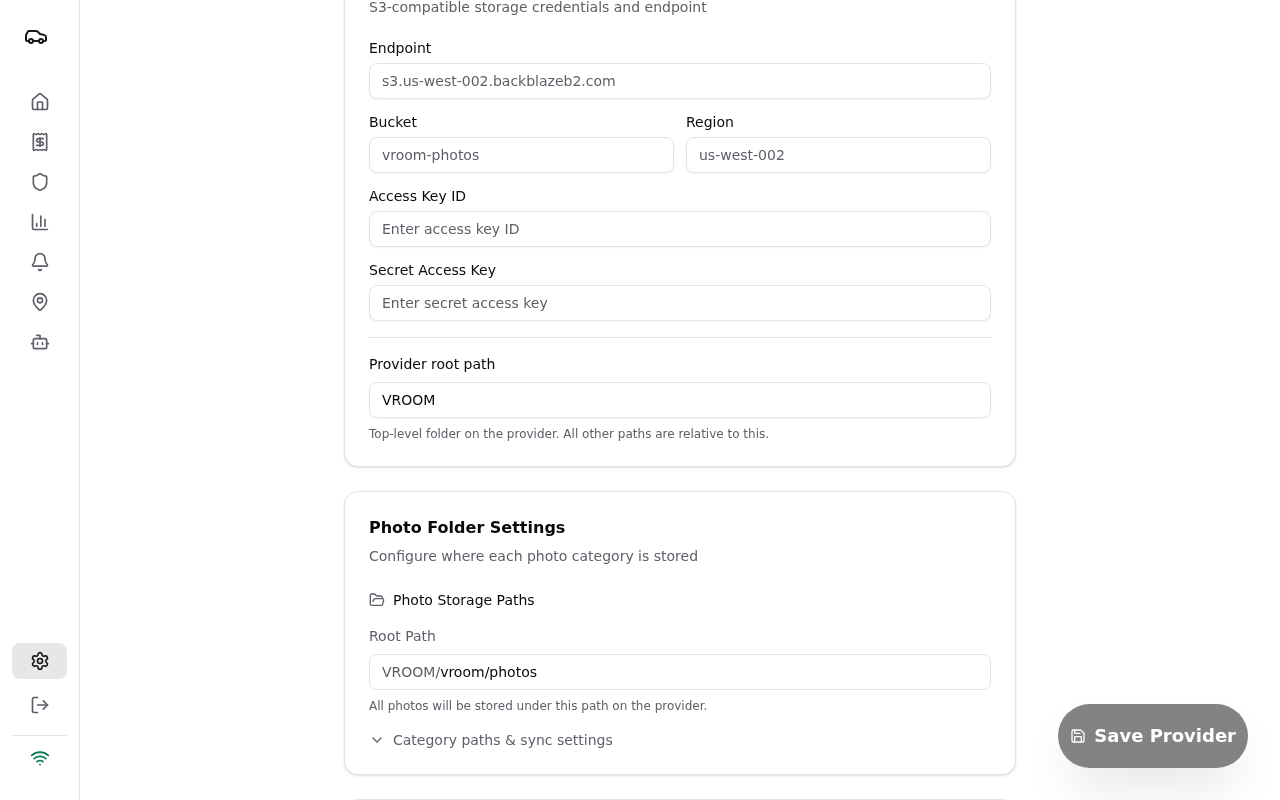 S3-compatible storage credentials and endpoint
Endpoint
s3.us-west-002.backblazeb2.com
Bucket
Region
vroom-photos
us-west-002
Access Key ID
Enter access key ID
Secret Access Key
Enter secret access key
Provider root path
VROOM
Top-level folder on the provider. All other paths are relative to this.
Photo Folder Settings
Configure where each photo category is stored
Photo Storage Paths
Root Path
VROOM/vroom/photos
All photos will be stored under this path on the provider.
Category paths & sync settings
Save Provider